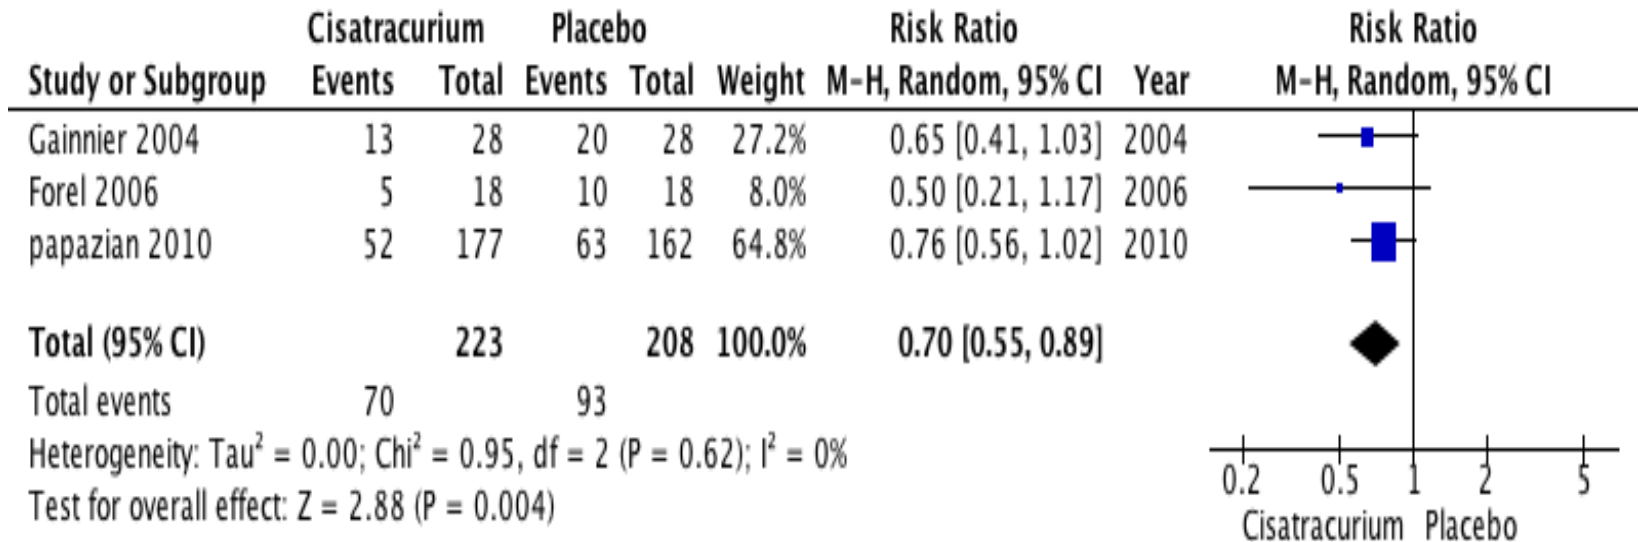 Cisatracurium Placebo Risk Ratio Risk Ratio
Study or Subgroup Events Total Events Total Weight M-H, Random, 95% CI Year M-H, Random, 95% CI
Gainnier 2004 13 28 20 28 27.2% 0.65 [0.41, 1.03] 2004
Forel 2006 5 18 10 18 8.0% 0.50 [0.21, 1.17] 2006
papazian 2010 52 177 63 162 64.8% 0.76 [0.56, 1.02] 2010
Total (95% CI) 223 208 100.0% 0.70 [0.55, 0.89]
Total events 70 93
Heterogeneity: Tau² = 0.00; Chi² = 0.95, df = 2 (P = 0.62); I² = 0%
Test for overall effect: Z = 2.88 (P = 0.004)
0.2 0.5 1 2 5
Cisatracurium Placebo